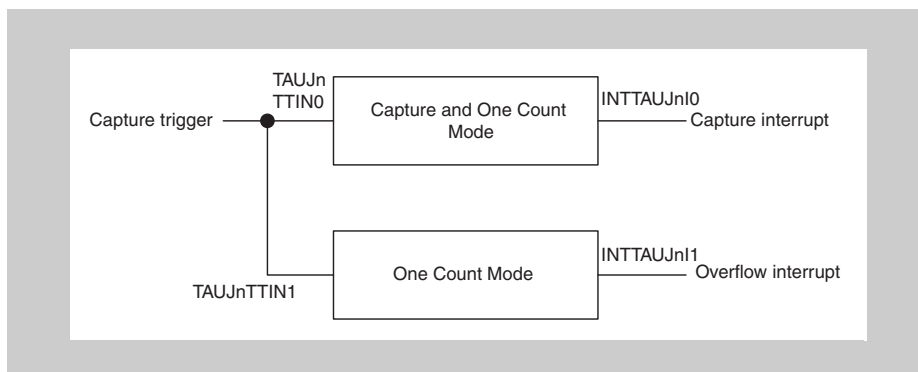 TAUJn
TTIN0
Capture trigger
Capture and One Count
Mode
INTTAUJnI0
Capture interrupt
One Count Mode
INTTAUJnI1
Overflow interrupt
TAUJnTTIN1